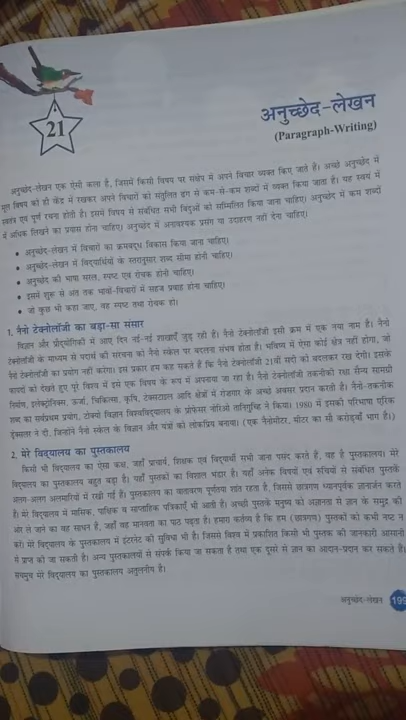 21
अनुच्छेद-लेखन
(Paragraph-Writing)
अनुच्छेद-लेखन एक ऐसी कला है, जिसमें किसी विषय पर संक्षेप में अपने विचार व्यक्त किए जाते हैं। अच्छे अनुच्छेद में
मूल विषय को ही केंद्र में रखकर अपने विचारों को संतुलित ढंग से कम-से-कम शब्दों में व्यक्त किया जाता है। यह स्वयं में
स्वतंत्र एवं पूर्ण रचना होती है। इसमें विषय से संबंधित सभी बिंदुओं को सम्मिलित किया जाना चाहिए। अनुच्छेद में कम शब्दों
में अधिक लिखने का प्रयास होना चाहिए। अनुच्छेद में अनावश्यक प्रसंग या उदाहरण नहीं देना चाहिए।
• अनुच्छेद-लेखन में विचारों का क्रमबद्ध विकास किया जाना चाहिए।
• अनुच्छेद-लेखन में विद्यार्थियों के स्तरानुसार शब्द सीमा होनी चाहिए।
• अनुच्छेद की भाषा सरल, स्पष्ट एवं रोचक होनी चाहिए।
• इसमें शुरू से अंत तक भावों-विचारों में सहज प्रवाह होना चाहिए।
• जो कुछ भी कहा जाए, वह स्पष्ट तथा रोचक हो।
1. नैनो टेक्नोलॉजी का बड़ा-सा संसार
विज्ञान और प्रौद्योगिकी में आए दिन नई-नई शाखाएँ जुड़ रही हैं। नैनो टेक्नोलॉजी इसी क्रम में एक नया नाम है। नैनो
टेक्नोलॉजी के माध्यम से पदार्थ की संरचना को नैनो स्केल पर बदलना संभव होता है। भविष्य में ऐसा कोई क्षेत्र नहीं होगा, जो
नैनो टेक्नोलॉजी का प्रयोग नहीं करेगा। इस प्रकार हम कह सकते हैं कि नैनो टेक्नोलॉजी 21वीं सदी को बदलकर रख देगी। इसके
फायदों को देखते हुए पूरे विश्व में इसे एक विषय के रूप में अपनाया जा रहा है। नैनो टेक्नोलॉजी तकनीकी रक्षा सैन्य सामग्री
निर्माण, इलेक्ट्रॉनिक्स, ऊर्जा, चिकित्सा, कृषि, टेक्सटाइल आदि क्षेत्रों में रोजगार के अच्छे अवसर प्रदान करती है। नैनो-तकनीक
शब्द का सर्वप्रथम प्रयोग, टोक्यो विज्ञान विश्वविद्यालय के प्रोफेसर नोरिओ तानिगुचि ने किया। 1980 में इसको परिभाषा एरिक
ड्रेक्सलर ने दी, जिन्होंने नैनो स्केल के विज्ञान और यंत्रों को लोकप्रिय बनाया। (एक नैनोमीटर, मीटर का सौ करोड़वाँ भाग है।)
2. मेरे विद्यालय का पुस्तकालय
किसी भी विद्यालय का ऐसा कक्ष, जहाँ प्राचार्य, शिक्षक एवं विद्यार्थी सभी जाना पसंद करते हैं, वह है पुस्तकालय। मेरे
विद्यालय का पुस्तकालय बहुत बड़ा है। यहाँ पुस्तकों का विशाल भंडार है। यहाँ अनेक विषयों एवं रुचियों से संबंधित पुस्तकें
अलग-अलग अलमारियों में रखी गई हैं। पुस्तकालय का वातावरण पूर्णतया शांत रहता है, जिससे छात्रगण ध्यानपूर्वक ज्ञानार्जन करते
हैं। मेरे विद्यालय में मासिक, पाक्षिक व साप्ताहिक पत्रिकाएँ भी आती हैं। अच्छी पुस्तकें मनुष्य को अज्ञानता से ज्ञान के समुद्र की
ओर ले जाने का वह साधन है, जहाँ वह मानवता का पाठ पढ़ता है। हमारा कर्तव्य है कि हम (छात्रगण) पुस्तकों को कभी नष्ट न
करें। मेरे विद्यालय के पुस्तकालय में इंटरनेट की सुविधा भी है। जिससे विश्व में प्रकाशित किसी भी पुस्तक की जानकारी आसानी
से प्राप्त की जा सकती है। अन्य पुस्तकालयों से संपर्क किया जा सकता है तथा एक दूसरे से ज्ञान का आदान-प्रदान कर सकते हैं।
सचमुच मेरे विद्यालय का पुस्तकालय अतुलनीय है।
अनुच्छेद-लेखन 199